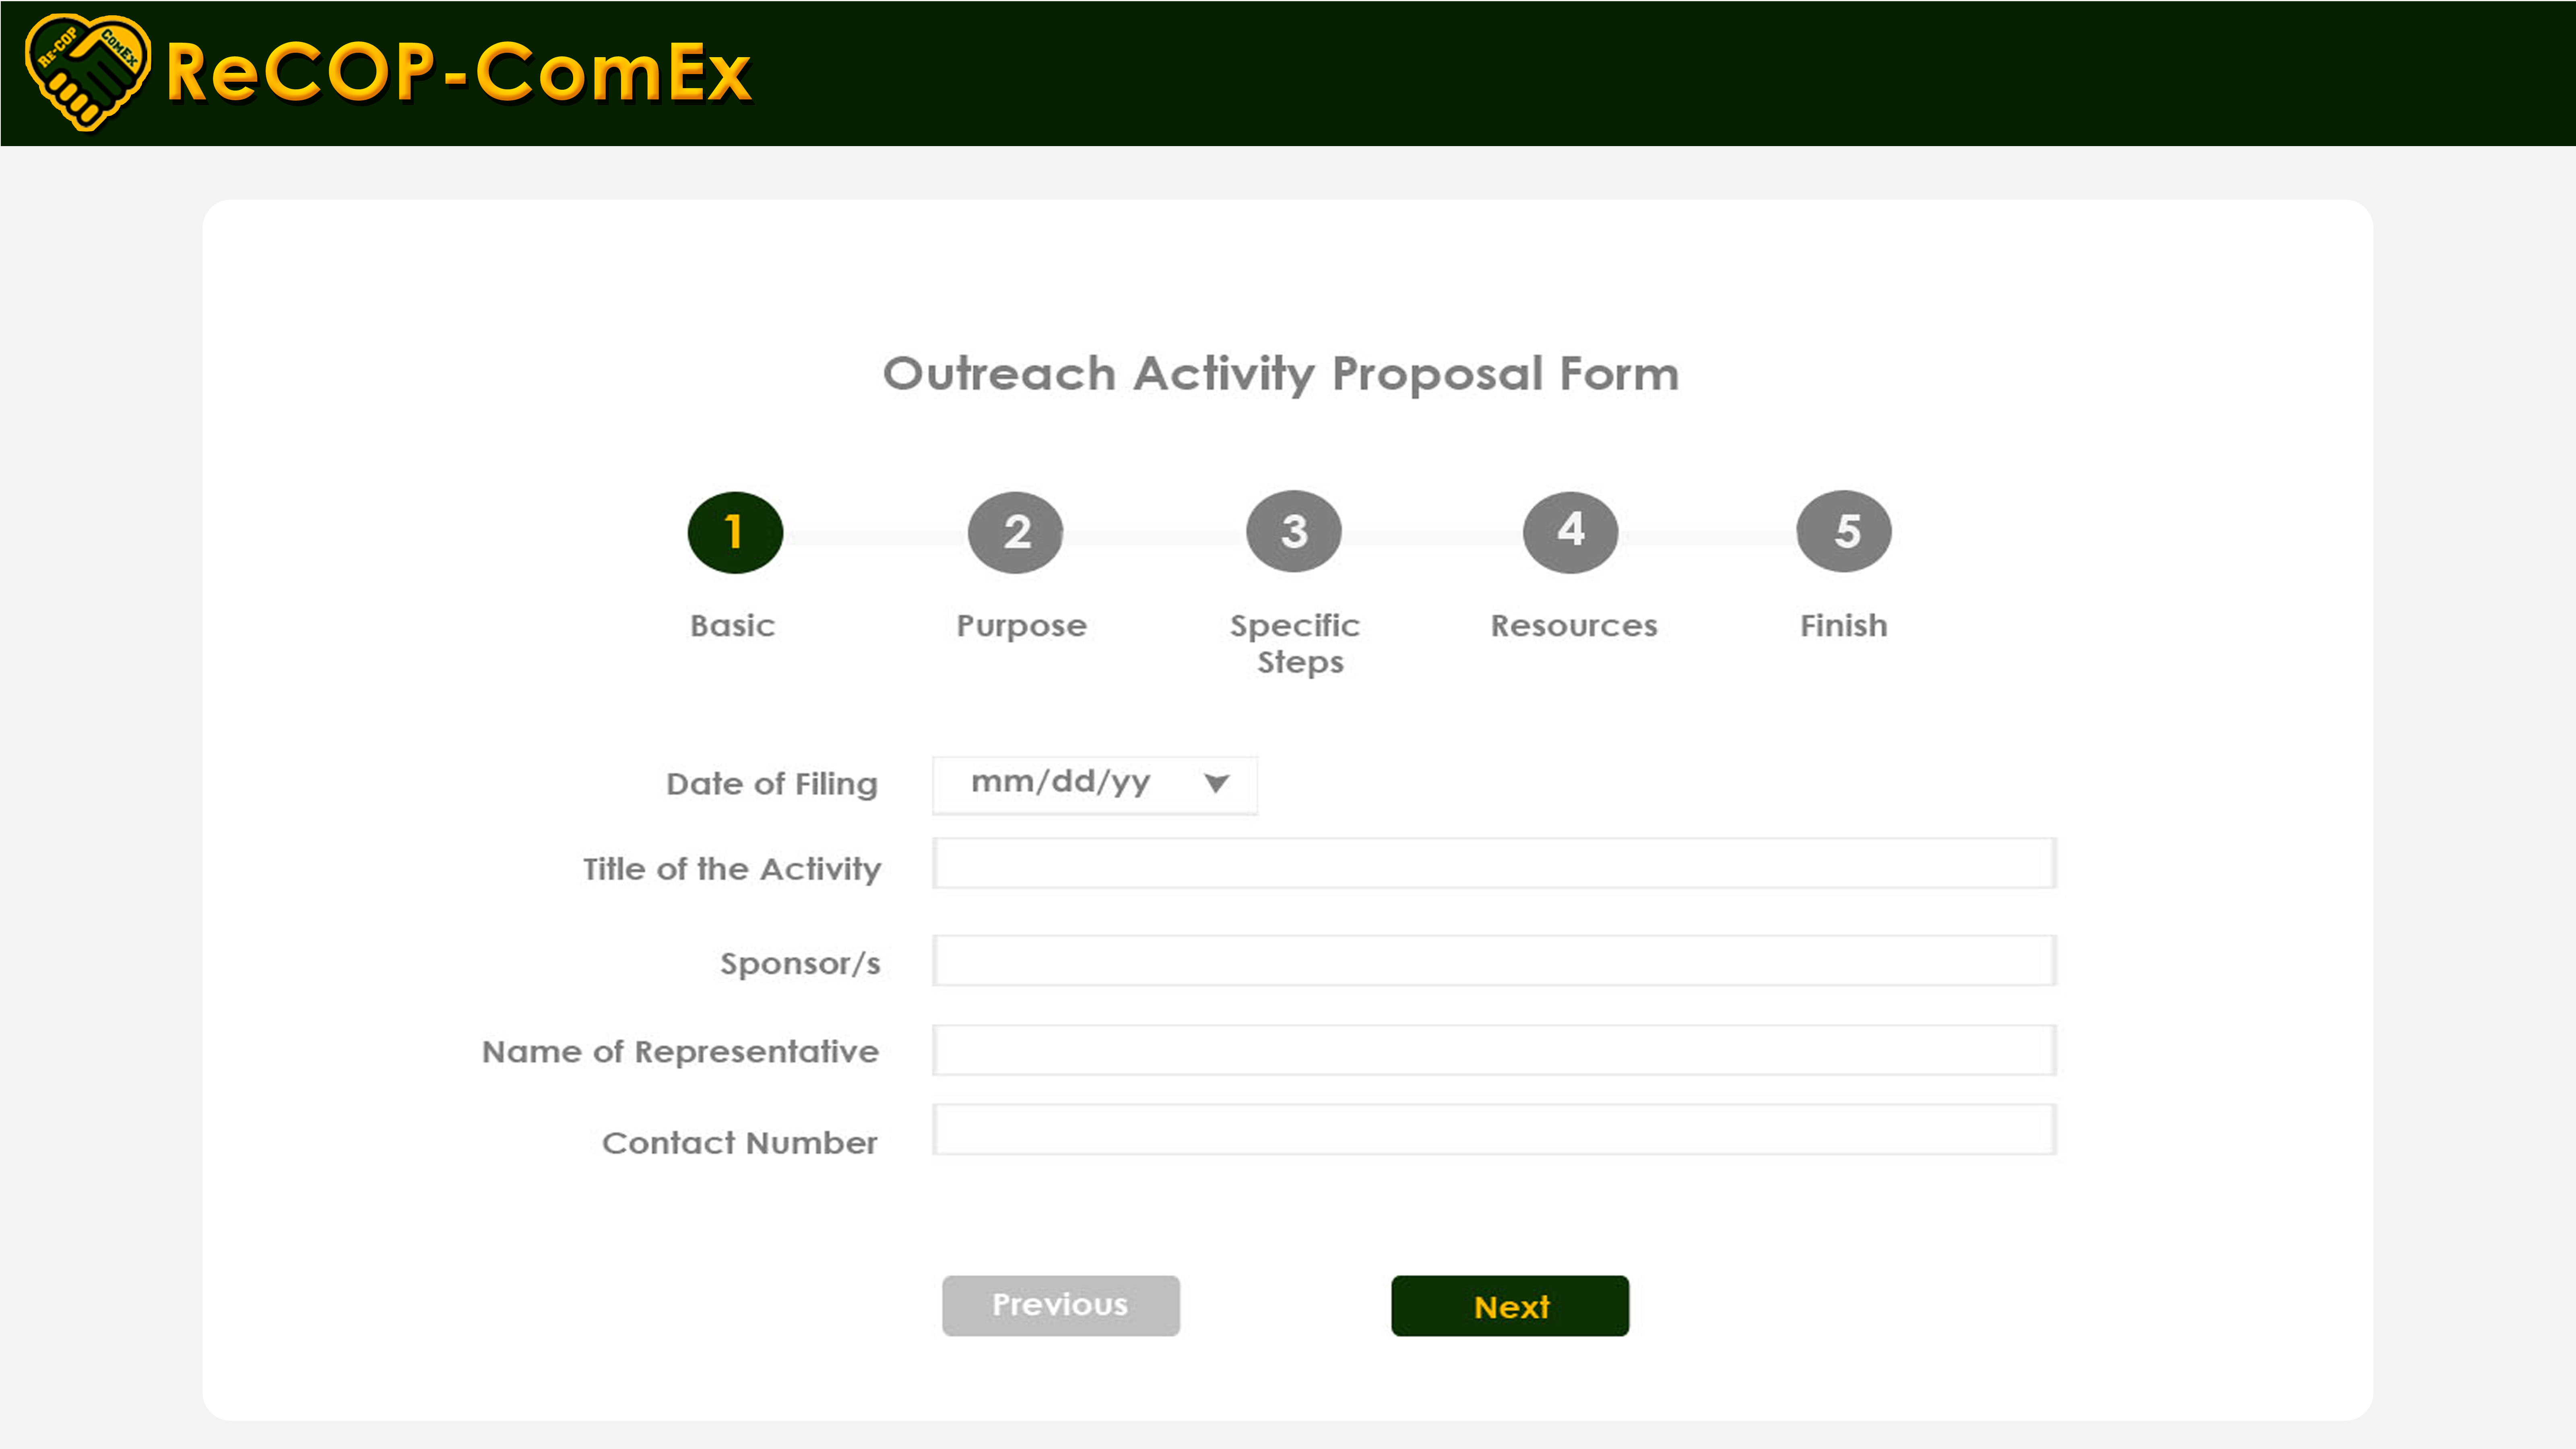 RE-COP COMEX ReCOP-ComEx
Outreach Activity Proposal Form
1 2 3 4 5
Basic Purpose Specific Steps Resources Finish
Date of Filing mm/dd/yy
Title of the Activity
Sponsor/s
Name of Representative
Contact Number
Previous Next